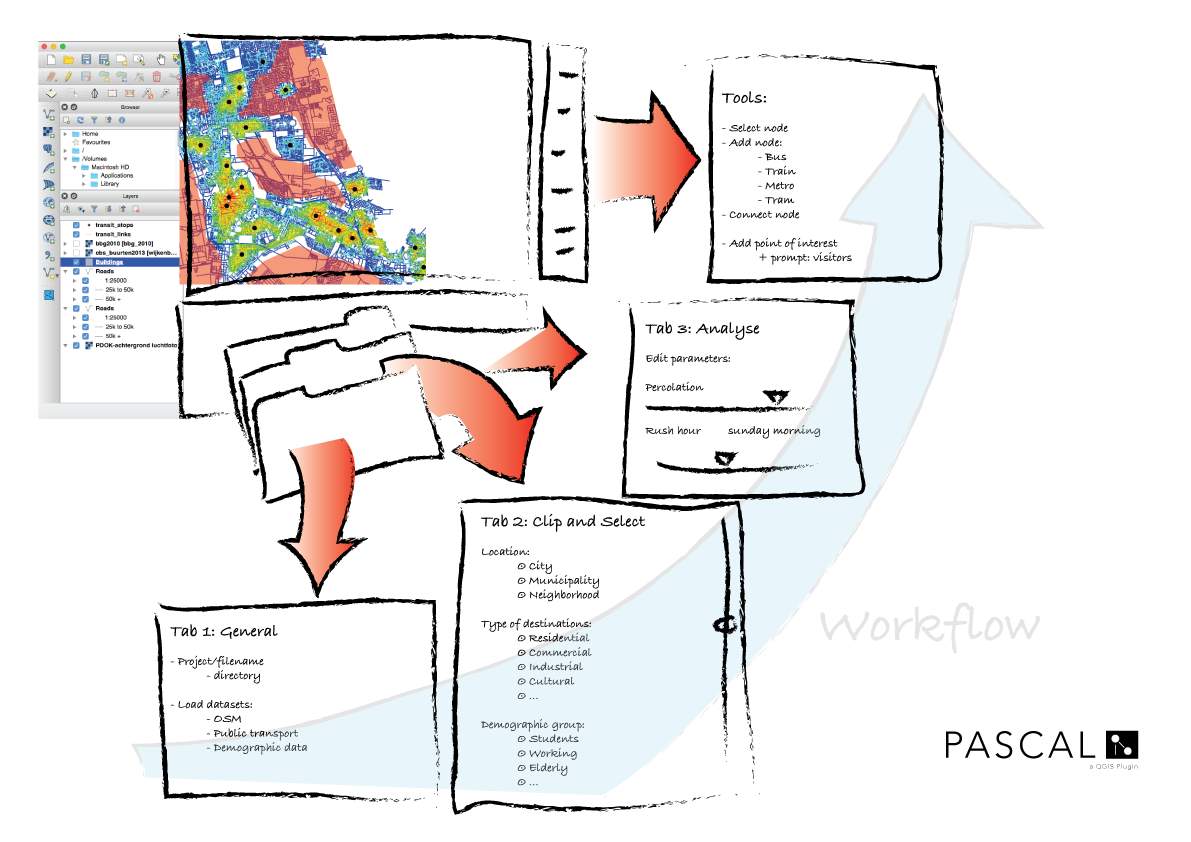 Browser
Home
Favourites
/
/Volumes
Macintosh HD
Applications
Library
Layers
transit_stops
transit_links
bbg2010 [bbg_2010]
cbs_buurten2013 [wijkenb...
Buildings
Roads
1:25000
25k to 50k
50k +
Roads
1:25000
25k to 50k
50k +
PDOK-achtergrond luchtfoto
Tools:
- Select node
- Add node:
- Bus
- Train
- Metro
- Tram
- Connect node
- Add point of interest
+ prompt: visitors
Tab 3: Analyse
Edit parameters:
Percolation
Rush hour sunday morning
Tab 2: Clip and Select
Location:
City
Municipality
Neighborhood
Type of destinations:
Residential
Commercial
Industrial
Cultural
...
Demographic group:
Students
Working
Elderly
...
Tab 1: General
- Project/filename
- directory
- Load datasets:
- OSM
- Public transport
- Demographic data
Workflow
PASCAL
a QGIS Plugin